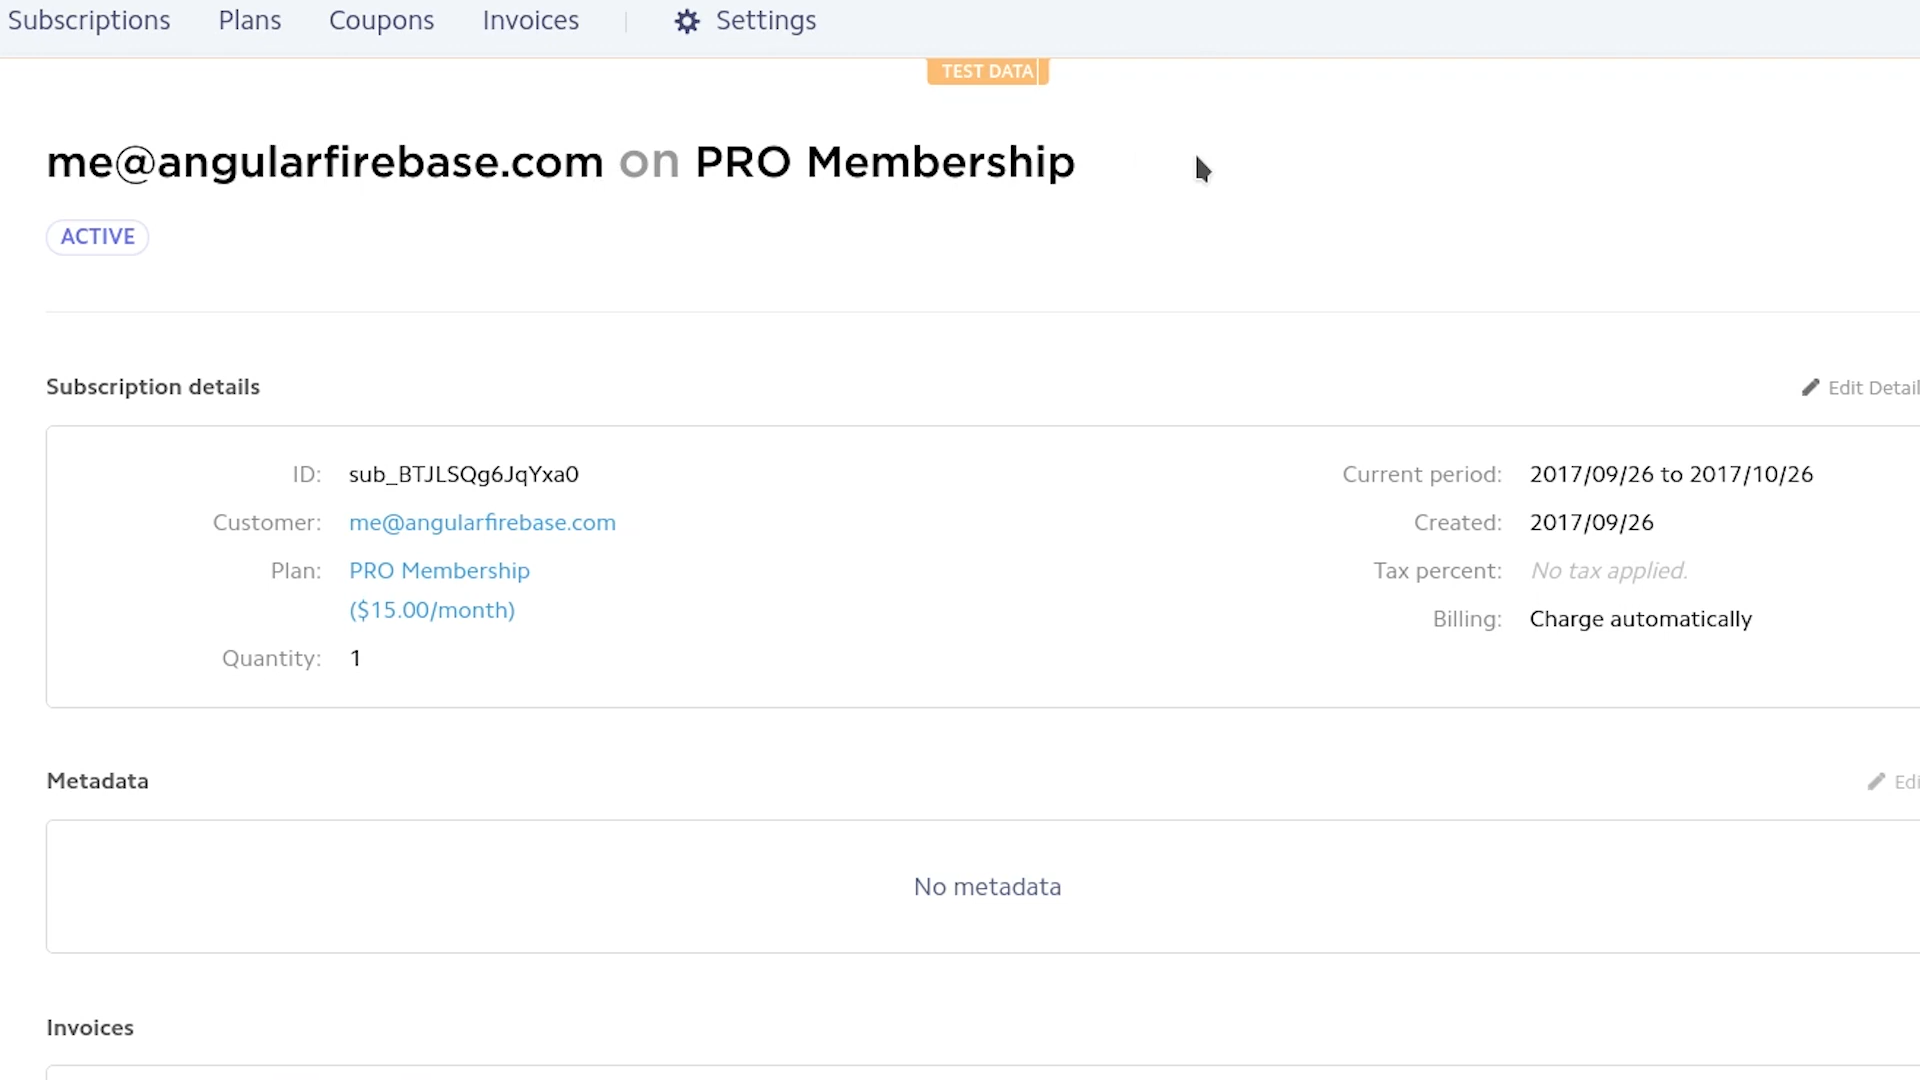 Subscriptions Plans Coupons Invoices Settings
TEST DATA
me@angularfirebase.com on PRO Membership
ACTIVE
Subscription details
Edit Detail
ID: sub_BTJLSQg6JqYxa0
Customer: me@angularfirebase.com
Plan: PRO Membership
($15.00/month)
Quantity: 1
Current period: 2017/09/26 to 2017/10/26
Created: 2017/09/26
Tax percent: No tax applied.
Billing: Charge automatically
Metadata
Edi
No metadata
Invoices